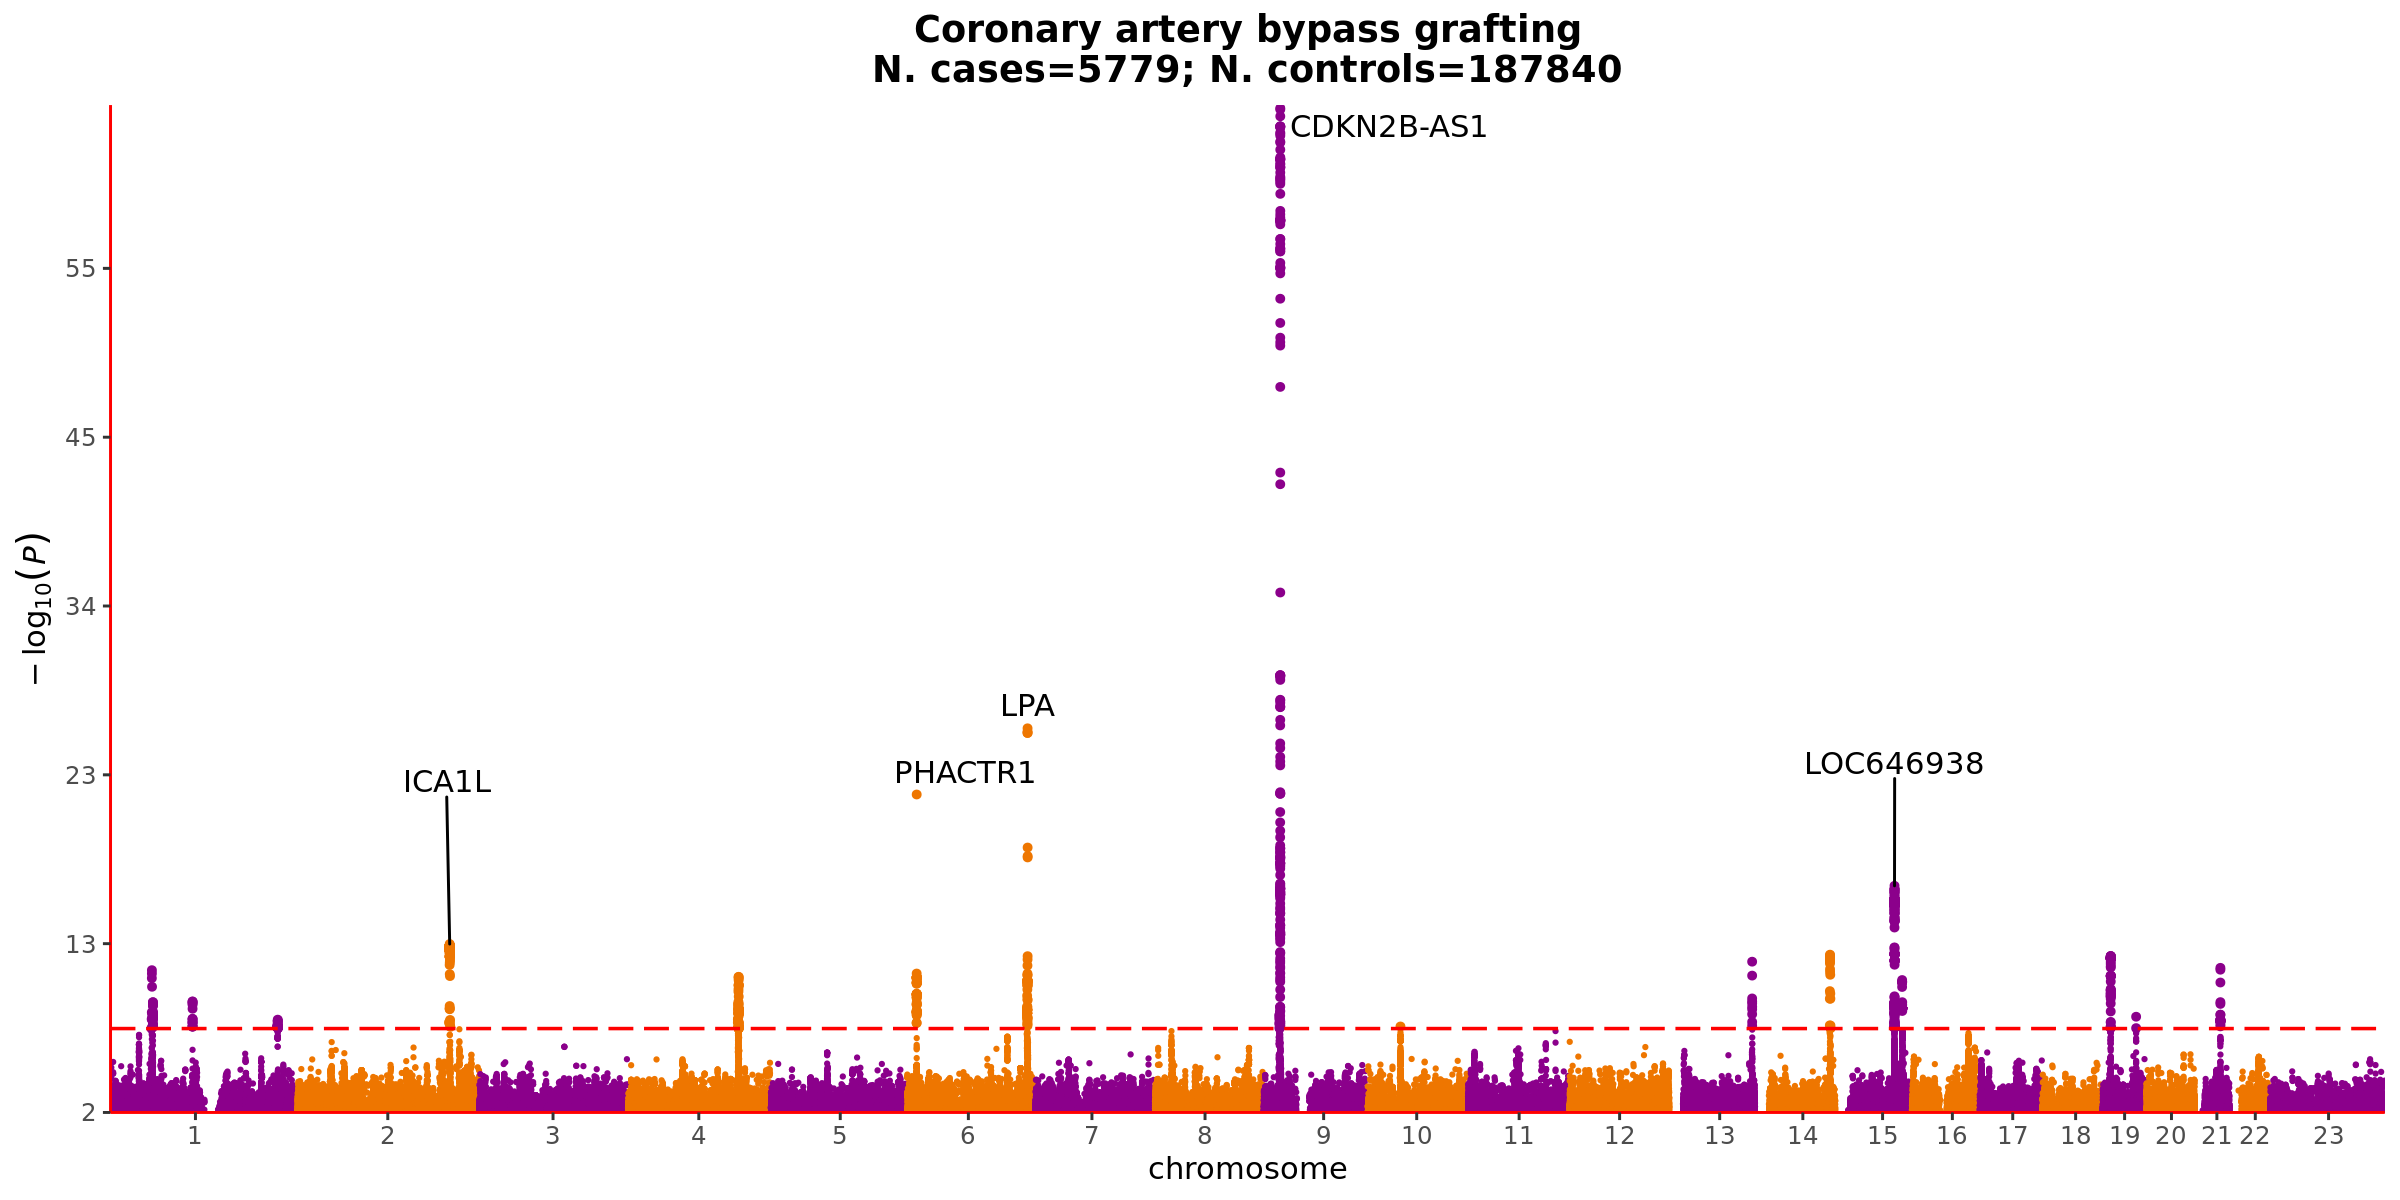 Coronary artery bypass grafting
N. cases=5779; N. controls=187840
CDKN2B-AS1
55
45
− log10(P)
34
LPA
PHACTR1
LOC646938
ICA1L
23
13
2
1 2 3 4 5 6 7 8 9 10 11 12 13 14 15 16 17 18 19 20 21 22 23
chromosome